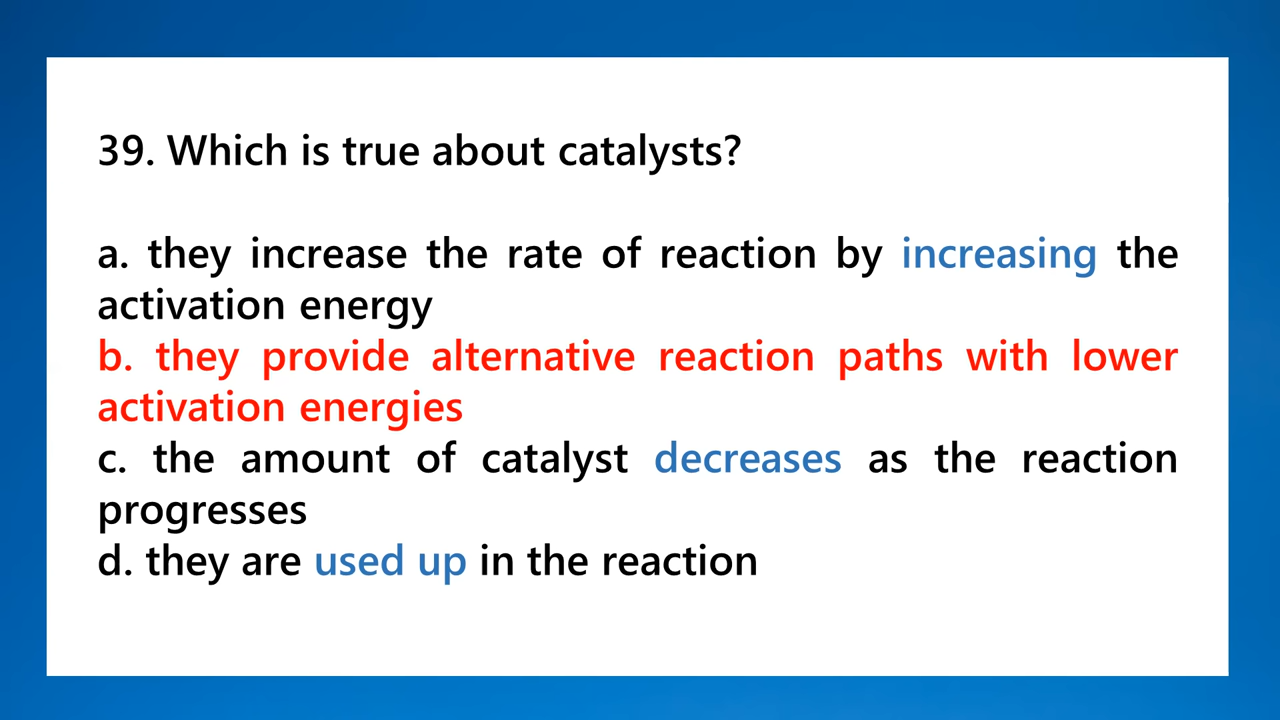 39. Which is true about catalysts?
a. they increase the rate of reaction by increasing the
activation energy
b. they provide alternative reaction paths with lower
activation energies
c. the amount of catalyst decreases as the reaction
progresses
d. they are used up in the reaction